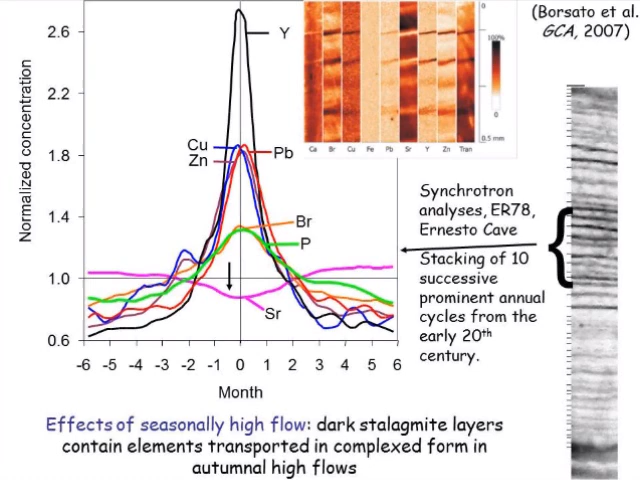 (Borsato et al.
GCA, 2007)
Normalized concentration
2.6
2.2
1.8
1.4
1.0
0.6
Y
Cu
Zn
Pb
Br
P
Sr
0
100%
0
0.5 mm
Ca Br Cu Fe Pb Sr Y Zn Tran
-6 -5 -4 -3 -2 -1 0 1 2 3 4 5 6
Month
Synchrotron
analyses, ER78,
Ernesto Cave
Stacking of 10
successive
prominent annual
cycles from the
early 20th
century.
Effects of seasonally high flow: dark stalagmite layers
contain elements transported in complexed form in
autumnal high flows